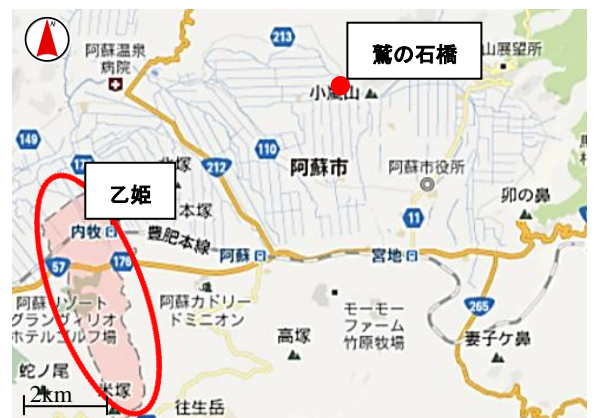 N
阿蘇温泉
病院
213
鷲の石橋
山展望所
小嵐山
149
110
212
阿蘇市
阿蘇市役所
乙姫
本塚
卯の鼻
11
内牧
豊肥本線
阿蘇
宮地
57
175
阿蘇リゾート
グランヴィリオ
ホテルゴルフ場
阿蘇カドリー
ドミニオン
モーモー
ファーム
竹原牧場
265
高塚
妻子ケ鼻
蛇ノ尾
2km
米塚
往生岳